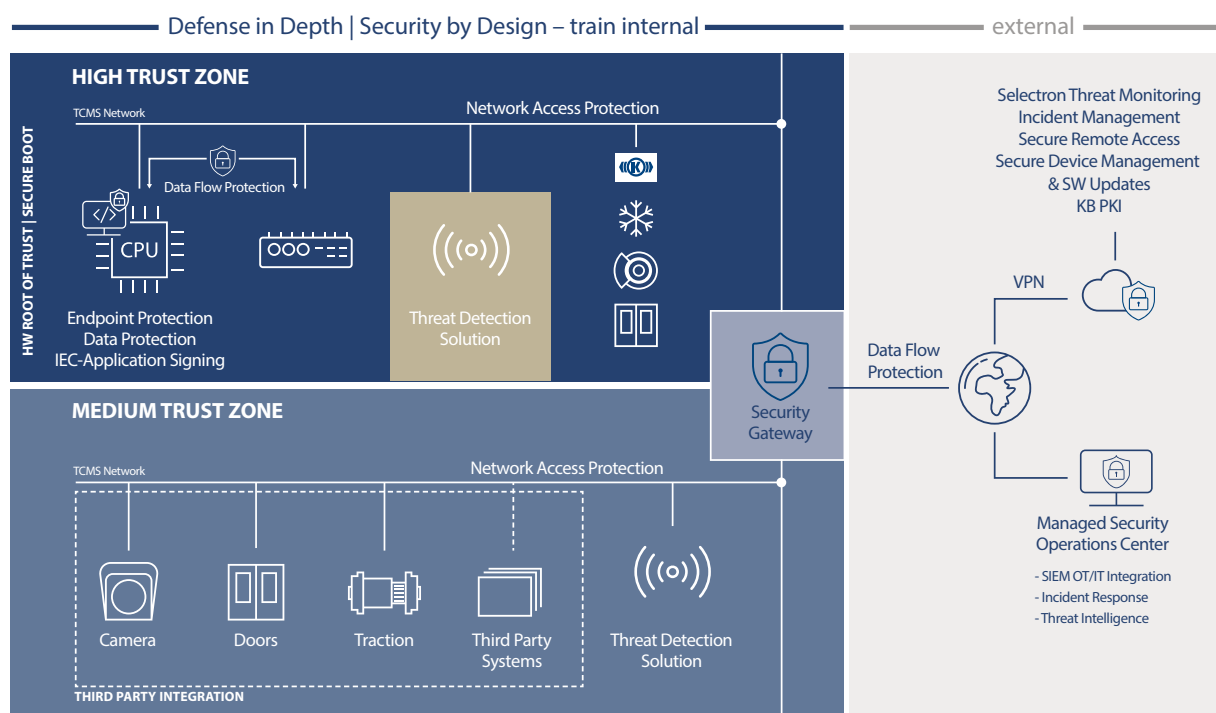 Defense in Depth | Security by Design – train internal
external
HIGH TRUST ZONE
TCMS Network
Network Access Protection
HW ROOT OF TRUST | SECURE BOOT
Data Flow Protection
</>
CPU
Endpoint Protection
Data Protection
IEC-Application Signing
Threat Detection
Solution
((K))
Security
Gateway
MEDIUM TRUST ZONE
TCMS Network
Network Access Protection
Camera
Doors
Traction
Third Party
Systems
Threat Detection
Solution
THIRD PARTY INTEGRATION
Selectron Threat Monitoring
Incident Management
Secure Remote Access
Secure Device Management
& SW Updates
KB PKI
VPN
Data Flow
Protection
Managed Security
Operations Center
- SIEM OT/IT Integration
- Incident Response
- Threat Intelligence